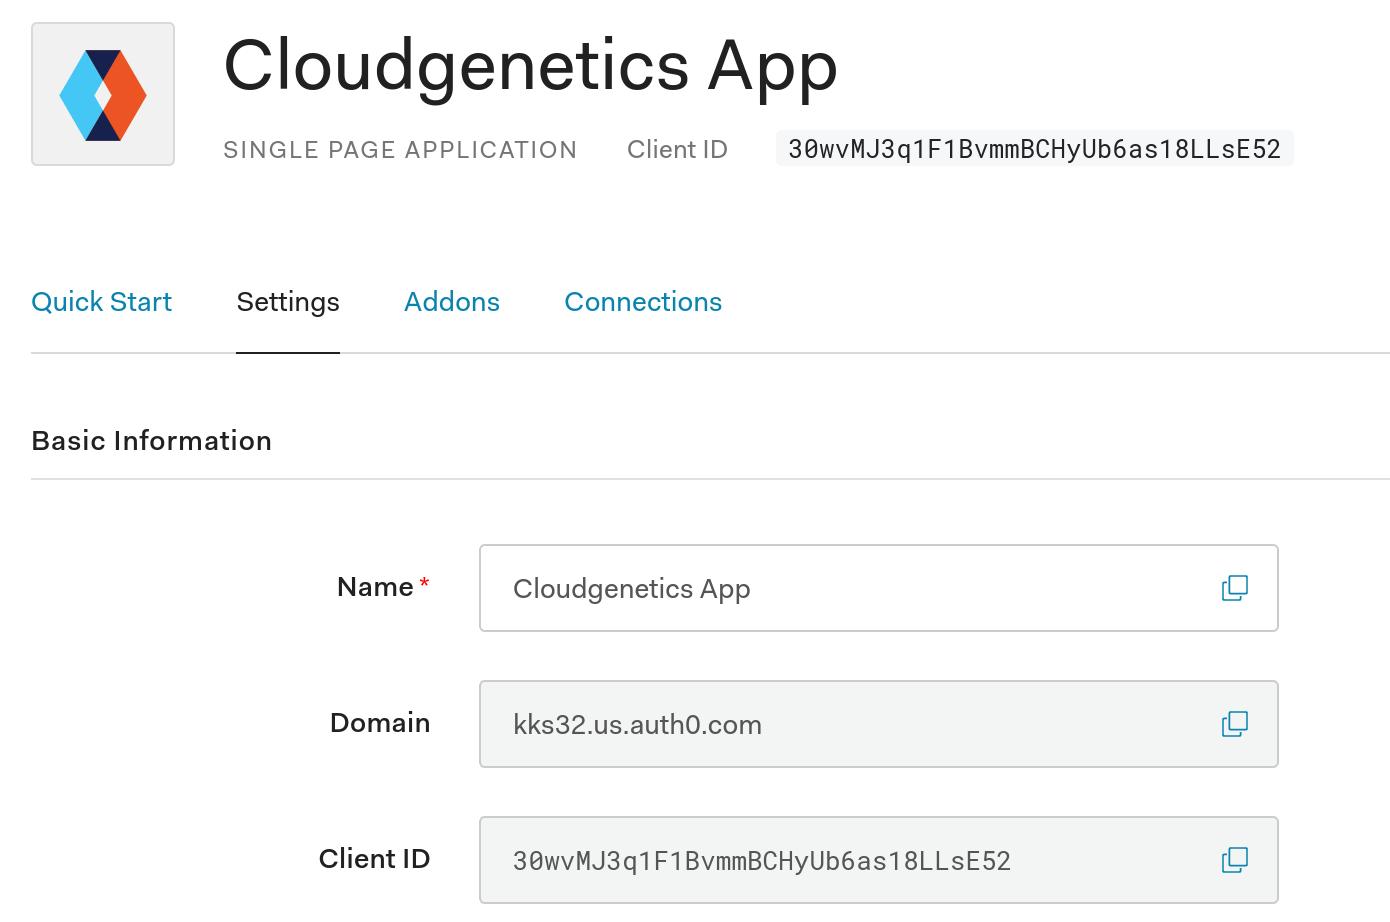 Cloudgenetics App
SINGLE PAGE APPLICATION Client ID 30wvMJ3q1F1BvmmBCHyUb6as18LLsE52
Quick Start Settings Addons Connections
Basic Information
Name * Cloudgenetics App
Domain kks32.us.auth0.com
Client ID 30wvMJ3q1F1BvmmBCHyUb6as18LLsE52